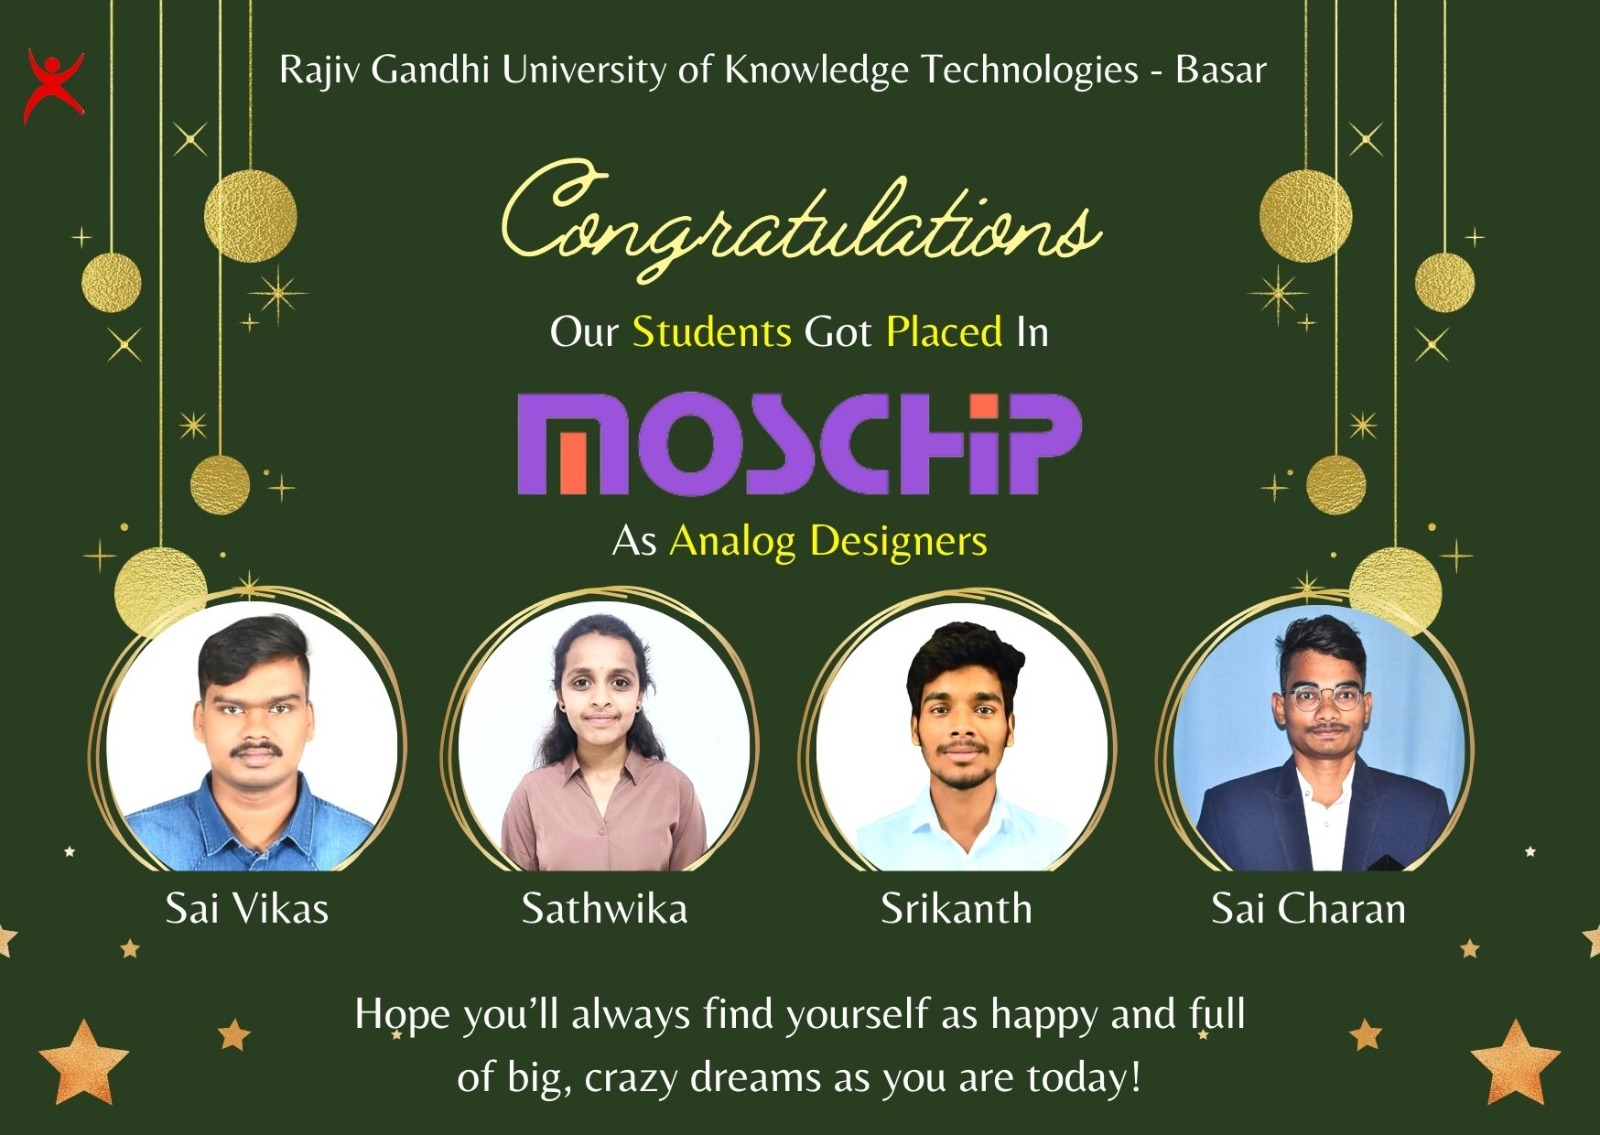 Rajiv Gandhi University of Knowledge Technologies - Basar
Congratulations
Our Students Got Placed In
MOSCHIP
As Analog Designers
Sai Vikas
Sathwika
Srikanth
Sai Charan
Hope you’ll always find yourself as happy and full
of big, crazy dreams as you are today!